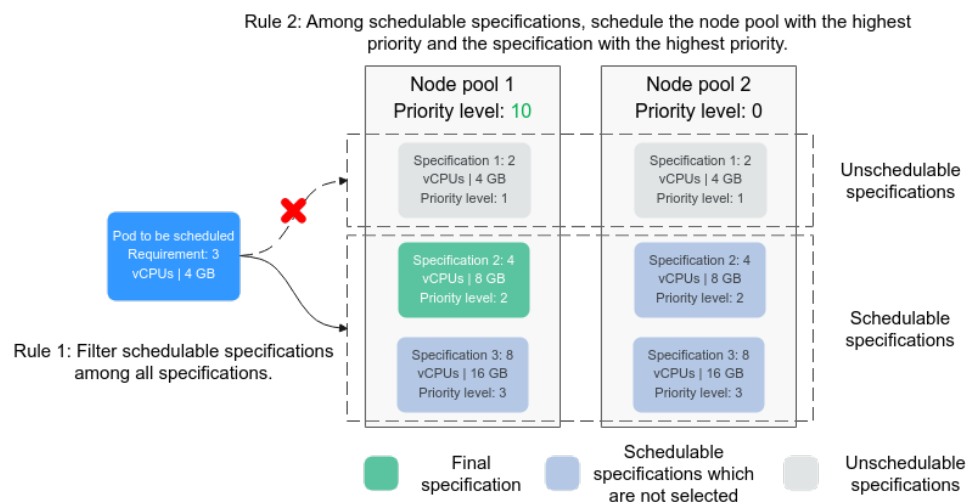 Rule 2: Among schedulable specifications, schedule the node pool with the highest
priority and the specification with the highest priority.
Node pool 1
Priority level: 10
Node pool 2
Priority level: 0
Specification 1: 2
vCPUs | 4 GB
Priority level: 1
Specification 1: 2
vCPUs | 4 GB
Priority level: 1
Unschedulable
specifications
Pod to be scheduled
Requirement: 3
vCPUs | 4 GB
Specification 2: 4
vCPUs | 8 GB
Priority level: 2
Specification 2: 4
vCPUs | 8 GB
Priority level: 2
Schedulable
specifications
Rule 1: Filter schedulable specifications
among all specifications.
Specification 3: 8
vCPUs | 16 GB
Priority level: 3
Specification 3: 8
vCPUs | 16 GB
Priority level: 3
Final
specification
Schedulable
specifications which
are not selected
Unschedulable
specifications